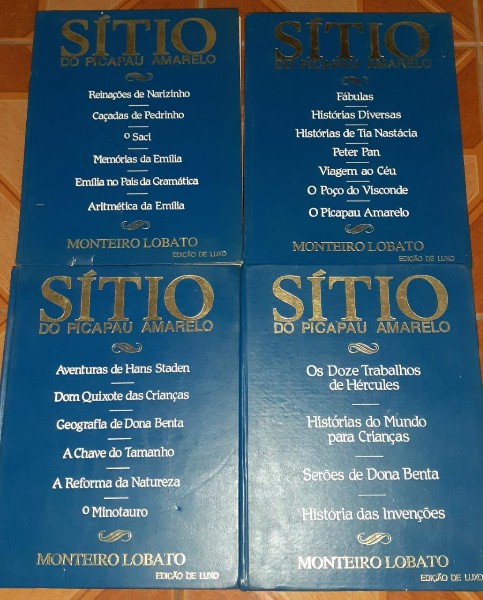 SÍTIO
DO PICAPAU AMARELO
Reinações de Narizinho
Caçadas de Pedrinho
O Saci
Memórias da Emília
Emília no País da Gramática
Aritmética da Emília
MONTEIRO LOBATO
EDIÇÃO DE LUXO
SÍTIO
DO PICAPAU AMARELO
Fábulas
Histórias Diversas
Histórias de Tia Nastácia
Peter Pan
Viagem ao Céu
O Poço do Visconde
O Picapau Amarelo
MONTEIRO LOBATO
EDIÇÃO DE LUXO
SÍTIO
DO PICAPAU AMARELO
Aventuras de Hans Staden
Dom Quixote das Crianças
Geografia de Dona Benta
A Chave do Tamanho
A Reforma da Natureza
O Minotauro
MONTEIRO LOBATO
EDIÇÃO DE LUXO
SÍTIO
DO PICAPAU AMARELO
Os Doze Trabalhos
de Hércules
Histórias do Mundo
para Crianças
Serões de Dona Benta
História das Invenções
MONTEIRO LOBATO
EDIÇÃO DE LUXO